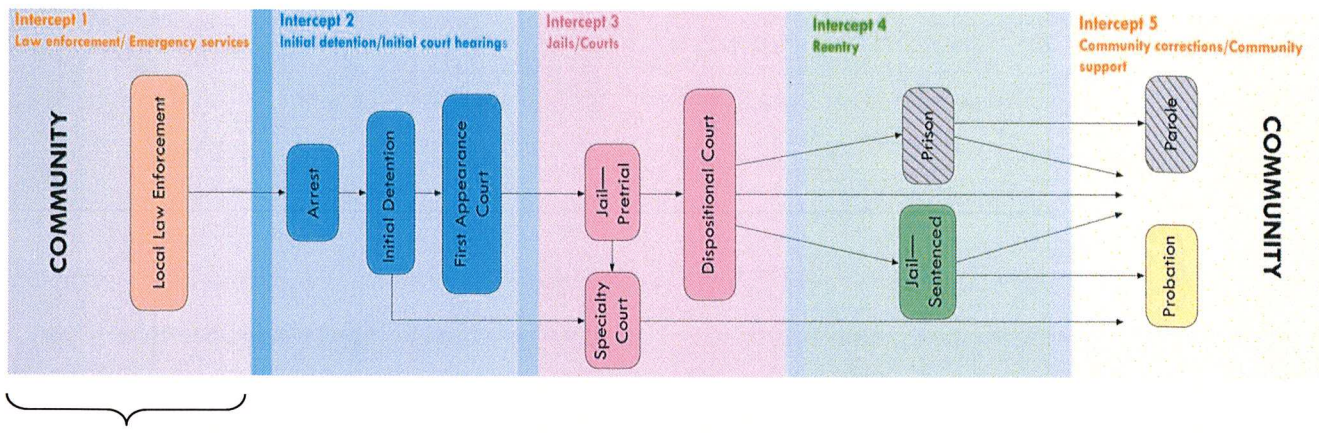 Intercept 1
Law enforcement/ Emergency services
COMMUNITY
Local Law Enforcement
Intercept 2
Initial detention/Initial court hearings
Arrest
Initial Detention
First Appearance
Court
Intercept 3
Jails/Courts
Jail—
Pretrial
Specialty
Court
Dispositional Court
Intercept 4
Reentry
Prison
Jail—
Sentenced
Intercept 5
Community corrections/Community
support
Parole
Probation
COMMUNITY